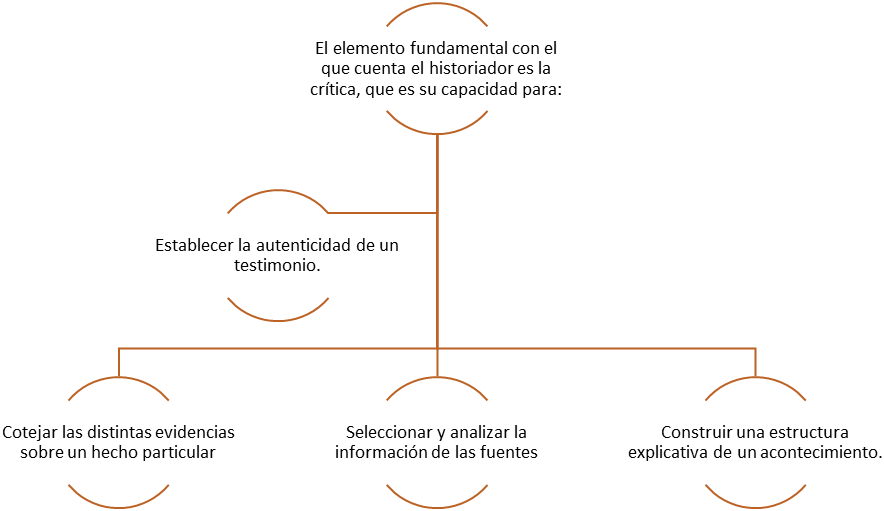 El elemento fundamental con el
que cuenta el historiador es la
crítica, que es su capacidad para:
Establecer la autenticidad de un
testimonio.
Cotejar las distintas evidencias
sobre un hecho particular
Seleccionar y analizar la
información de las fuentes
Construir una estructura
explicativa de un acontecimiento.